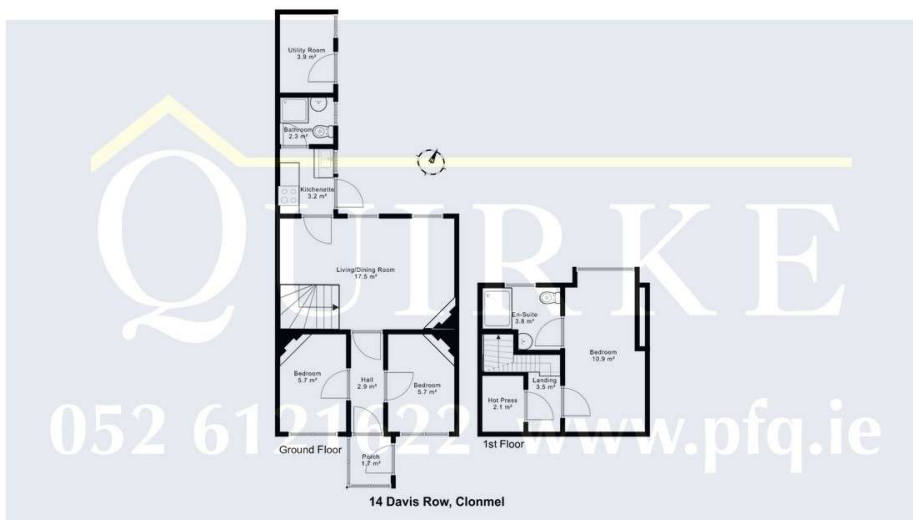 Utility Room
3.9 m²
Bathroom
2.3 m²
Kitchenatte
3.2 m²
QUIRKE
Living/Dining Room
17.5 m²
En-Suite
3.8 m²
Bedroom
10.9 m²
Bedroom
5.7 m²
Hall
2.9 m²
Bedroom
5.7 m²
Landing
3.5 m²
Hot Press
2.1 m²
052 6121622 www.pfq.ie
Ground Floor
1st Floor
Porch
1.7 m²
14 Davis Row, Clonmel